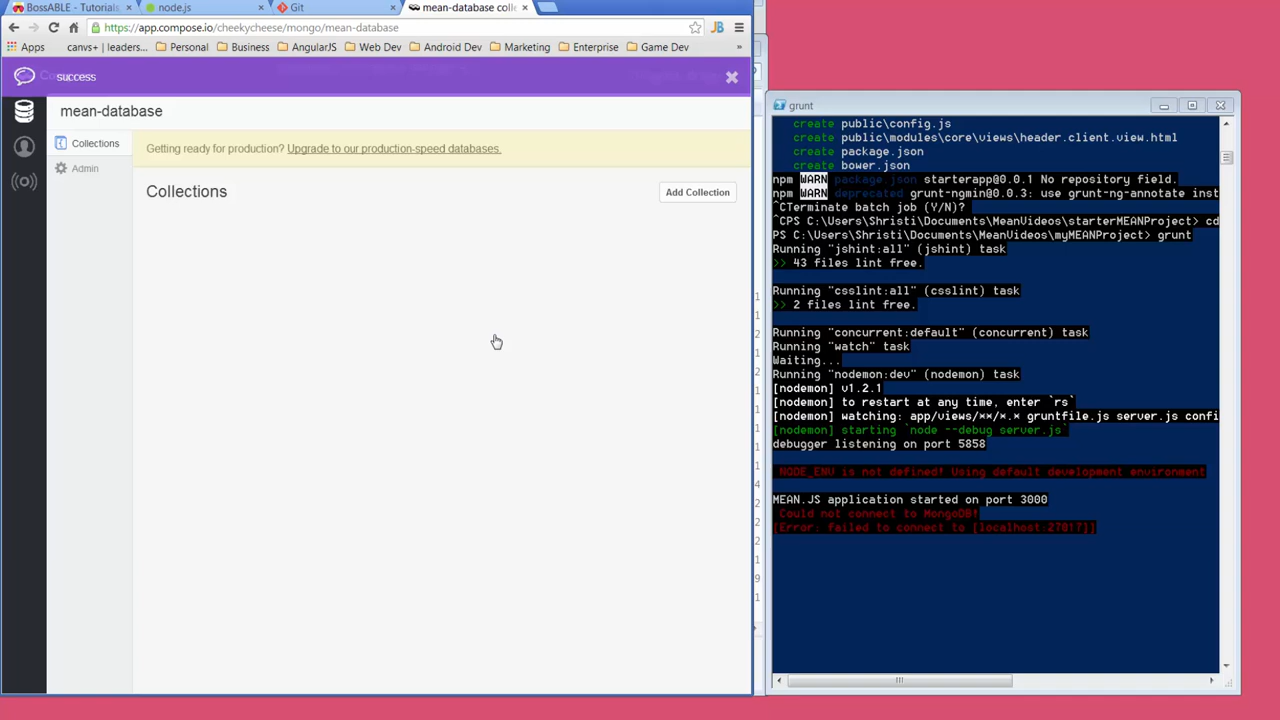 BossABLE - Tutorials
node.js
Git
mean-database colle
https://app.compose.io/cheekycheese/mongo/mean-database
Apps
canvs+ | leaders...
Personal
Business
AngularJS
Web Dev
Android Dev
Marketing
Enterprise
Game Dev
»
success
mean-database
Collections
Admin
Getting ready for production? Upgrade to our production-speed databases.
Collections
Add Collection
grunt
create public\config.js
create public\modules\core\views\header.client.view.html
create package.json
create bower.json
npm WARN package.json starterapp@0.0.1 No repository field.
npm WARN deprecated grunt-ngmin@0.0.3: use grunt-ng-annotate inst
^CTerminate batch job (Y/N)?
^CPS C:\Users\Shristi\Documents\MeanVideos\starterMEANProject> cd
PS C:\Users\Shristi\Documents\MeanVideos\myMEANProject> grunt
Running "jshint:all" (jshint) task
>> 43 files lint free.
Running "csslint:all" (csslint) task
>> 2 files lint free.
Running "concurrent:default" (concurrent) task
Running "watch" task
Waiting...
Running "nodemon:dev" (nodemon) task
[nodemon] v1.2.1
[nodemon] to restart at any time, enter `rs`
[nodemon] watching: app/views/**/*.* gruntfile.js server.js confi
[nodemon] starting `node --debug server.js`
debugger listening on port 5858
NODE_ENV is not defined! Using default development environment
MEAN.JS application started on port 3000
Could not connect to MongoDB!
[Error: failed to connect to [localhost:27017]]